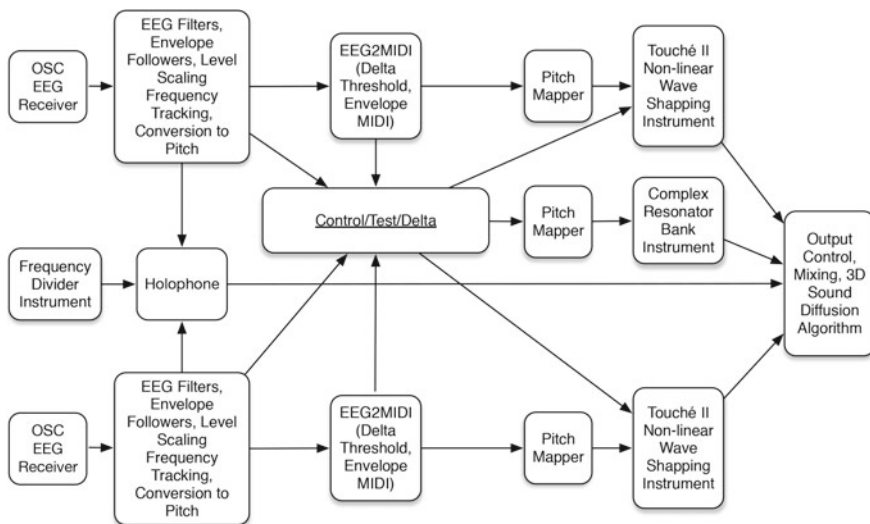 OSC
EEG
Receiver
EEG Filters,
Envelope
Followers, Level
Scaling
Frequency
Tracking,
Conversion to
Pitch
EEG2MIDI
(Delta
Threshold,
Envelope
MIDI)
Pitch
Mapper
Touché II
Non-linear
Wave
Shapping
Instrument
Control/Test/Delta
Pitch
Mapper
Complex
Resonator
Bank
Instrument
Frequency
Divider
Instrument
Holophone
Output
Control,
Mixing, 3D
Sound
Diffusion
Algorithm
OSC
EEG
Receiver
EEG Filters,
Envelope
Followers, Level
Scaling
Frequency
Tracking,
Conversion to
Pitch
EEG2MIDI
(Delta
Threshold,
Envelope
MIDI)
Pitch
Mapper
Touché II
Non-linear
Wave
Shapping
Instrument